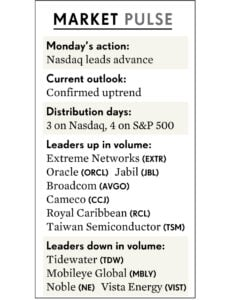 MARKET PULSE
Monday's action:
Nasdaq leads advance
Current outlook:
Confirmed uptrend
Distribution days:
3 on Nasdaq, 4 on S&P 500
Leaders up in volume:
Extreme Networks (EXTR)
Oracle (ORCL) Jabil (JBL)
Broadcom (AVGO)
Cameco (CCJ)
Royal Caribbean (RCL)
Taiwan Semiconductor (TSM)
Leaders down in volume:
Tidewater (TDW)
Mobileye Global (MBLY)
Noble (NE) Vista Energy (VIST)